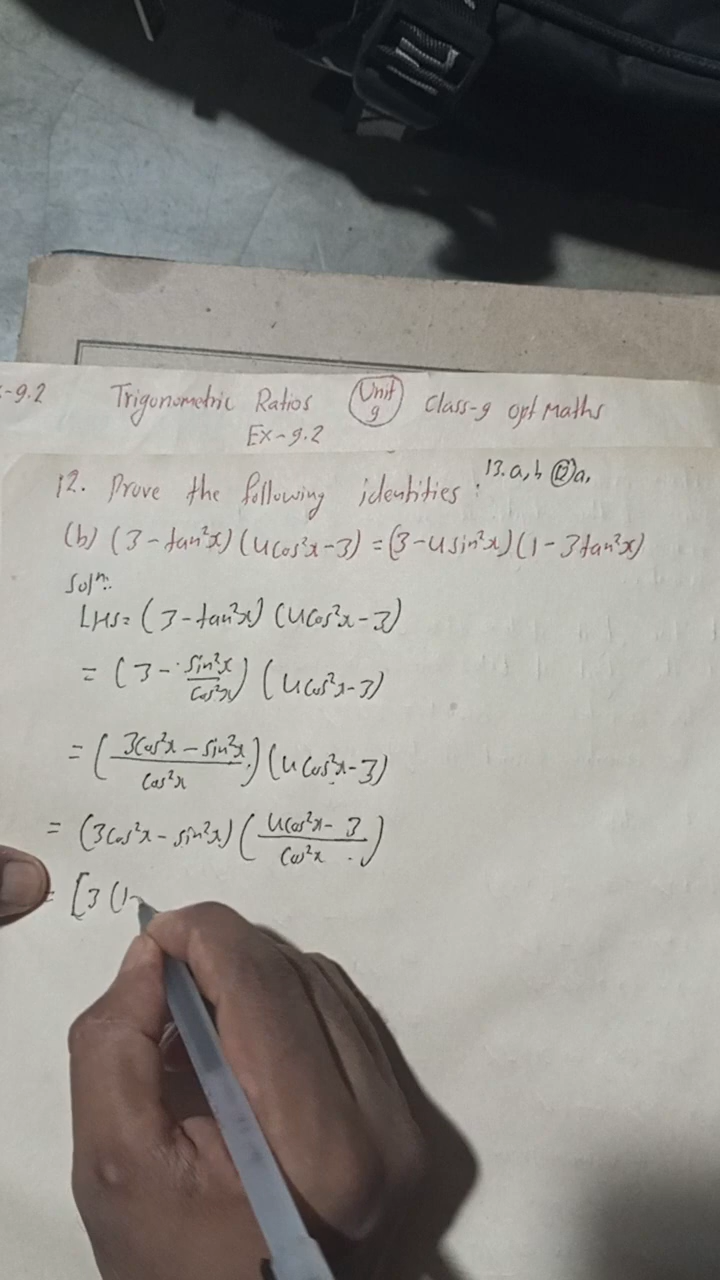 -9.2 Trigonometric Ratios Unit 9 Class-9 Opt Maths
Ex-9.2
12. Prove the following identities: 13. a, b (12) a,
(b) (3-tan²x)(4cos²x-3) = (3-4sin²x)(1-3tan²x)
Solⁿ:
LHS= (3-tan²x) (4cos²x-3)
= (3 - sin²x/cos²x) (4cos²x-3)
= (3cos²x - sin²x/cos²x) (4cos²x-3)
= (3cos²x - sin²x) (4cos²x - 3/cos²x)
= [3 (1-